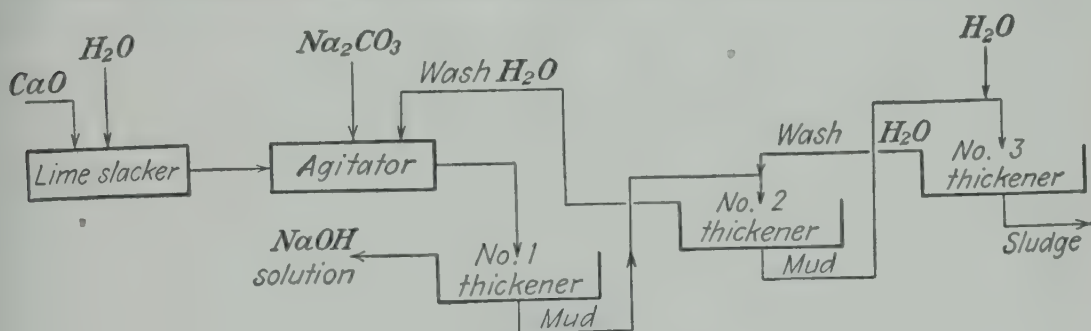 CaO
H₂O
Lime slacker
Na₂CO₃
Wash H₂O
Agitator
NaOH
solution
No. 1
thickener
Mud
Wash H₂O
No. 2
thickener
Mud
H₂O
No. 3
thickener
Sludge